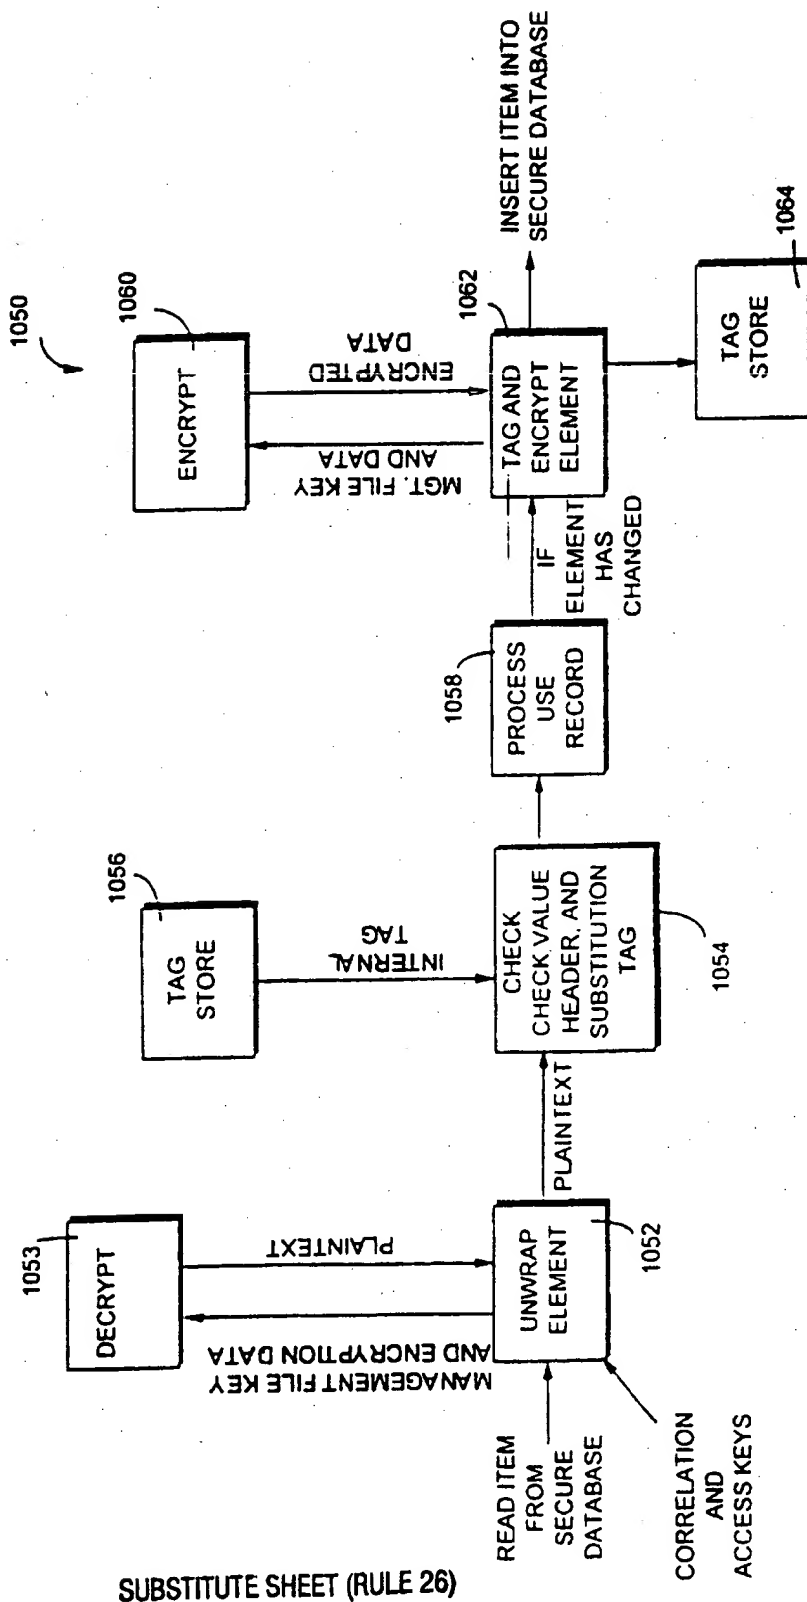 1050
1053
DECRYPT
PLAINTEXT
MANAGEMENT FILE KEY
AND ENCRYPTION DATA
READ ITEM
FROM
SECURE
DATABASE
UNWRAP
ELEMENT
1052
CORRELATION
AND
ACCESS KEYS
PLAINTEXT
1056
TAG
STORE
INTERNAL
TAG
CHECK
CHECK VALUE
HEADER, AND
SUBSTITUTION
TAG
1054
1058
PROCESS
USE
RECORD
IF
ELEMENT
HAS
CHANGED
1060
ENCRYPT
MGT. FILE KEY
AND DATA
ENCRYPTED
DATA
1062
TAG AND
ENCRYPT
ELEMENT
INSERT ITEM INTO
SECURE DATABASE
TAG
STORE
1064
SUBSTITUTE SHEET (RULE 26)